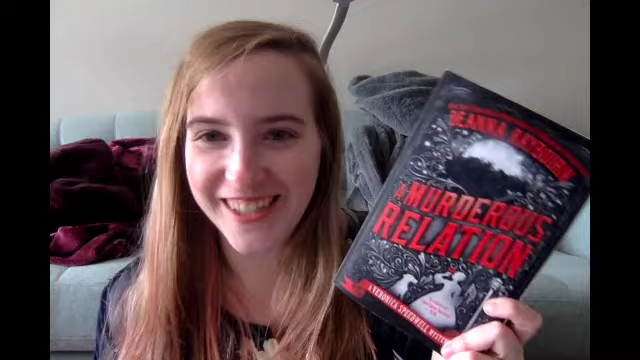 DEANNA RAYBOURN
A MURDEROUS
RELATION
A VERONICA SPEEDWELL MYSTERY